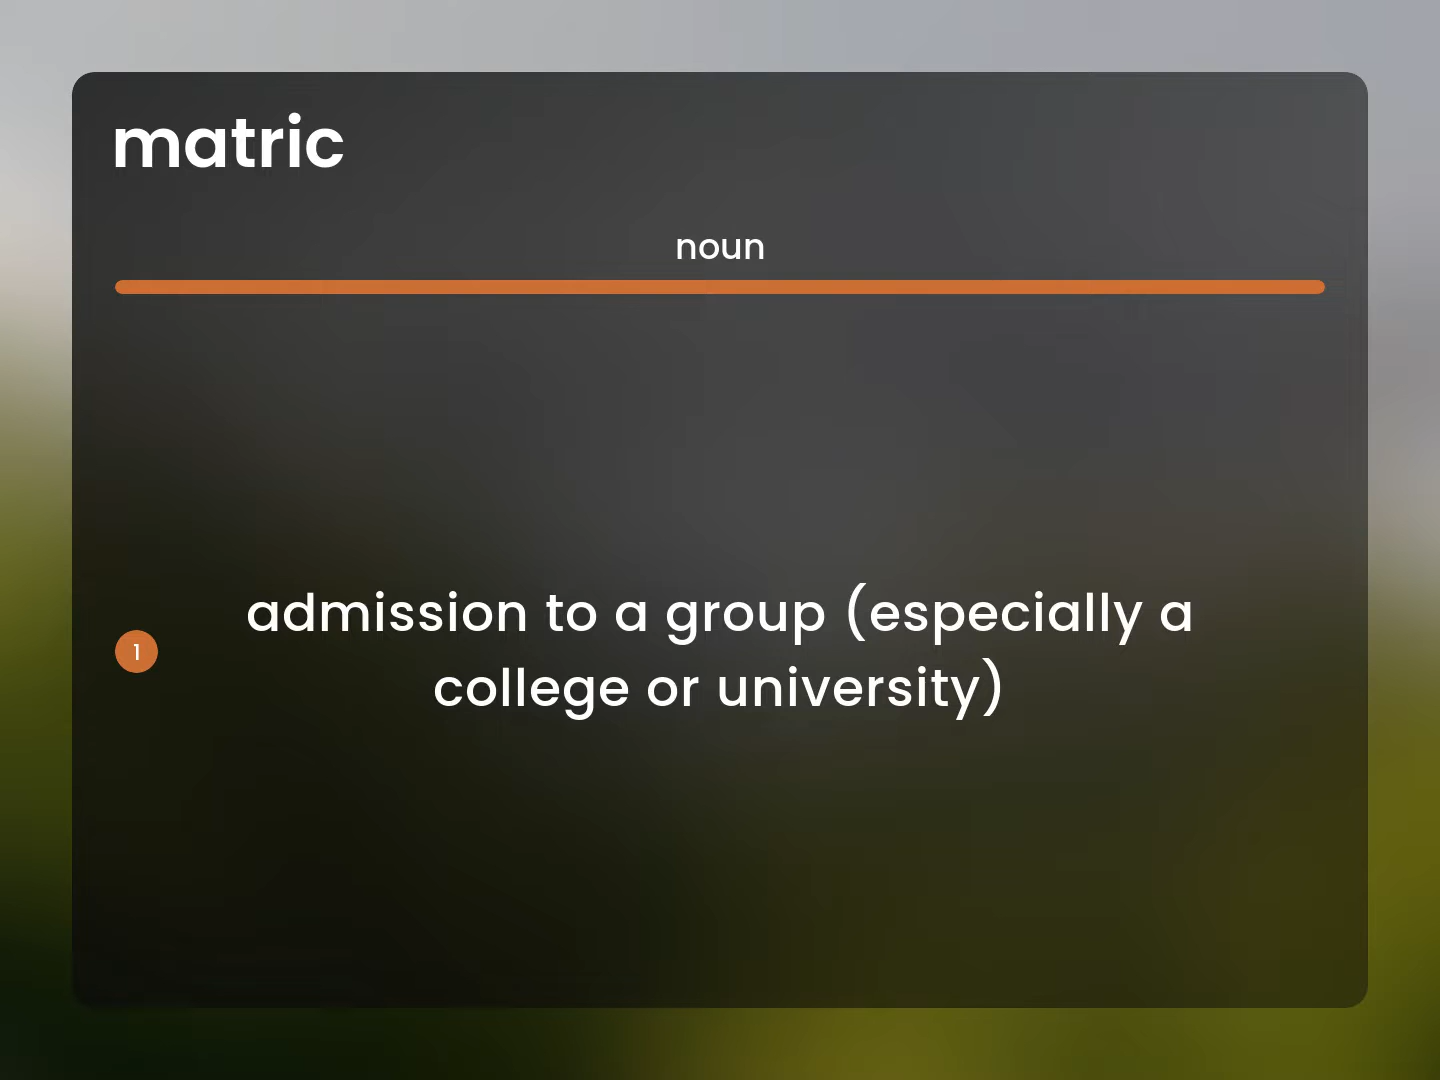 matric
noun
1
admission to a group (especially a
college or university)